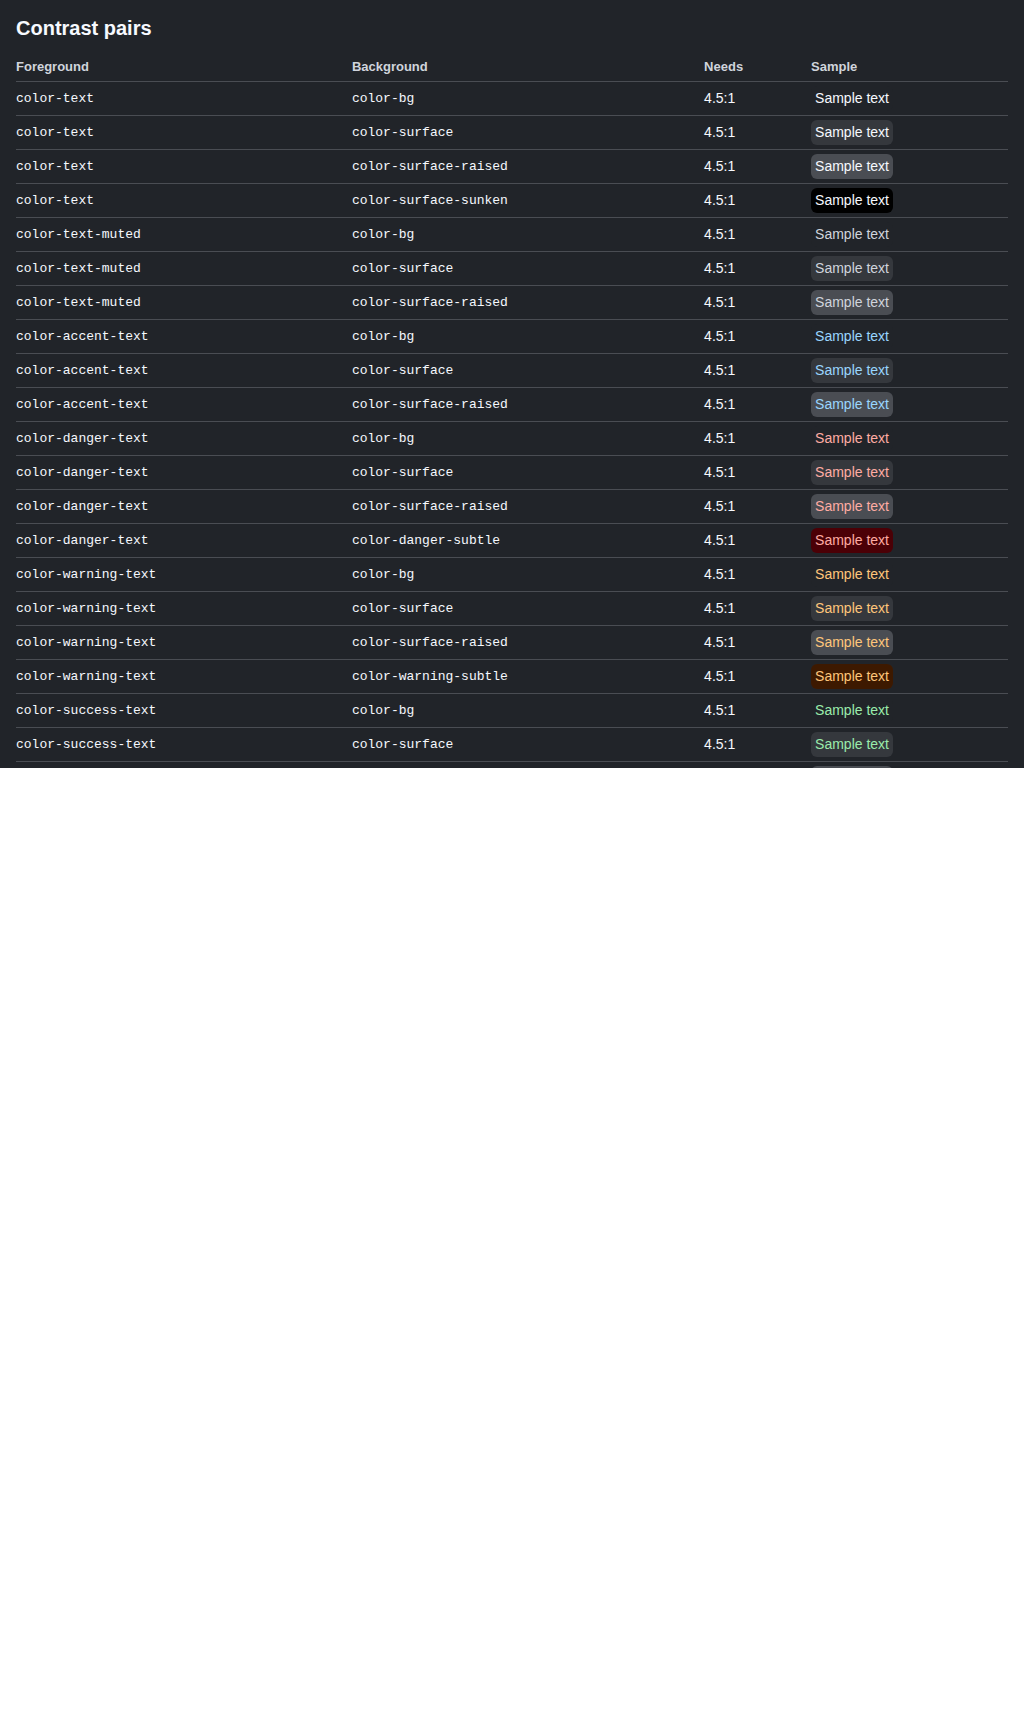 Contrast pairs
Foreground Background Needs Sample
color-text color-bg 4.5:1 Sample text
color-text color-surface 4.5:1 Sample text
color-text color-surface-raised 4.5:1 Sample text
color-text color-surface-sunken 4.5:1 Sample text
color-text-muted color-bg 4.5:1 Sample text
color-text-muted color-surface 4.5:1 Sample text
color-text-muted color-surface-raised 4.5:1 Sample text
color-accent-text color-bg 4.5:1 Sample text
color-accent-text color-surface 4.5:1 Sample text
color-accent-text color-surface-raised 4.5:1 Sample text
color-danger-text color-bg 4.5:1 Sample text
color-danger-text color-surface 4.5:1 Sample text
color-danger-text color-surface-raised 4.5:1 Sample text
color-danger-text color-danger-subtle 4.5:1 Sample text
color-warning-text color-bg 4.5:1 Sample text
color-warning-text color-surface 4.5:1 Sample text
color-warning-text color-surface-raised 4.5:1 Sample text
color-warning-text color-warning-subtle 4.5:1 Sample text
color-success-text color-bg 4.5:1 Sample text
color-success-text color-surface 4.5:1 Sample text